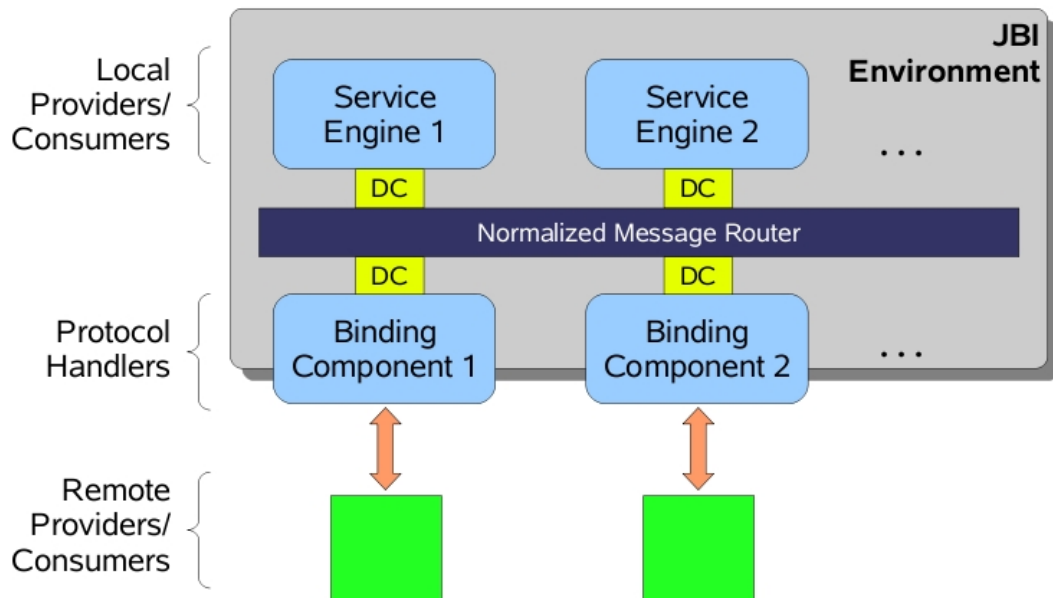 JBI
Environment
Local
Providers/
Consumers
Service
Engine 1
Service
Engine 2
. . .
DC
DC
Normalized Message Router
DC
DC
Protocol
Handlers
Binding
Component 1
Binding
Component 2
. . .
Remote
Providers/
Consumers